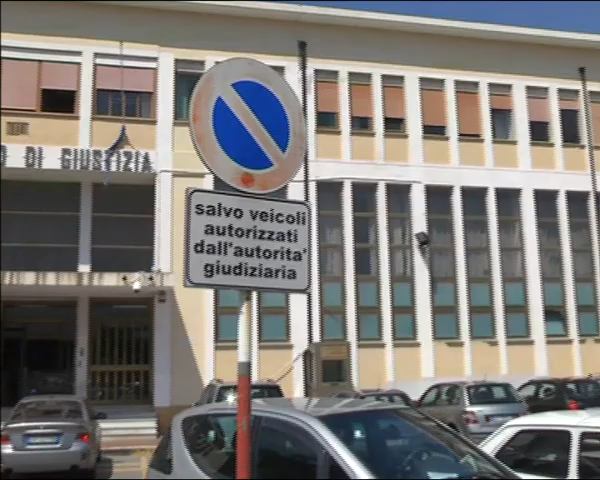 O DI GIUSTIZIA
salvo veicoli
autorizzati
dall'autorita'
giudiziaria